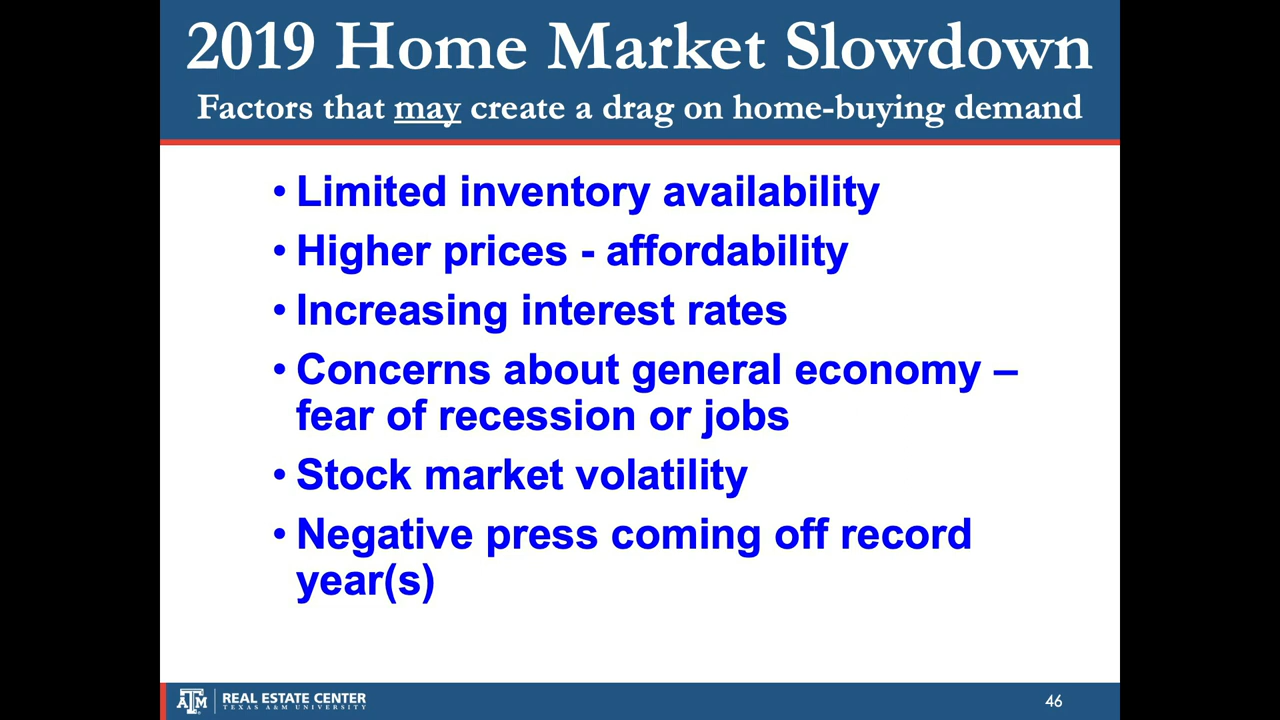 2019 Home Market Slowdown
Factors that may create a drag on home-buying demand
• Limited inventory availability
• Higher prices - affordability
• Increasing interest rates
• Concerns about general economy –
fear of recession or jobs
• Stock market volatility
• Negative press coming off record
year(s)
ATM
REAL ESTATE CENTER
TEXAS A&M UNIVERSITY
46